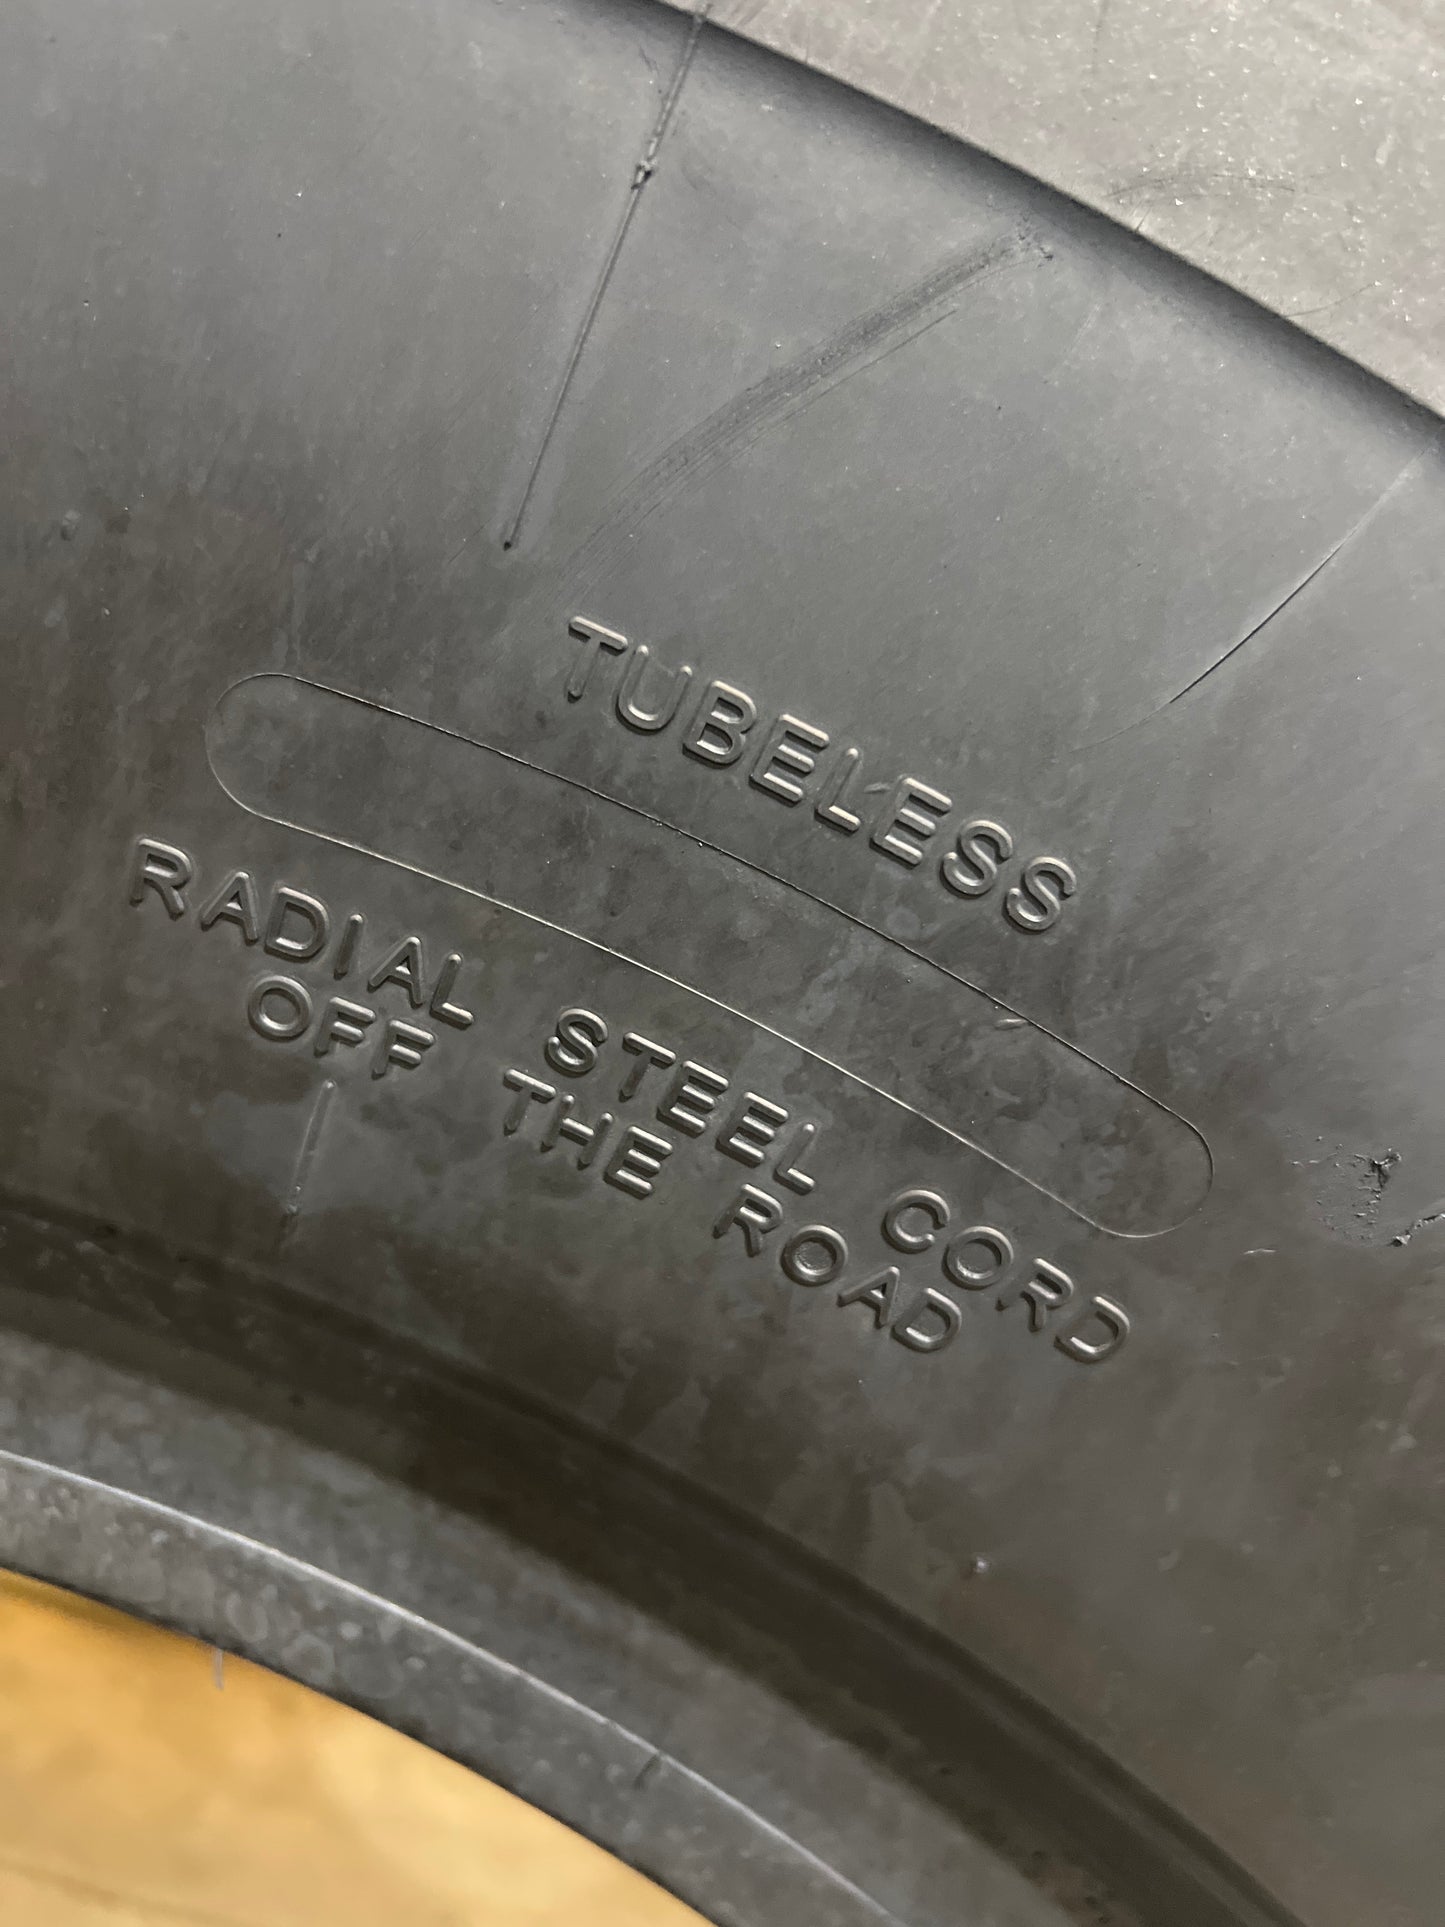 TUBELESS
RADIAL STEEL CORD
OFF THE ROAD